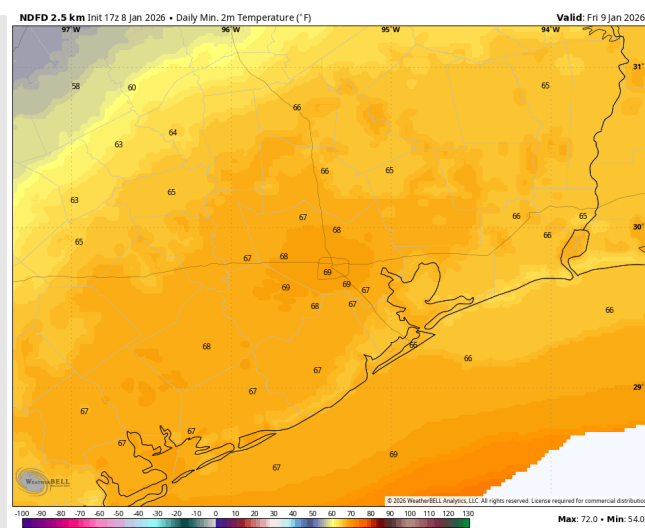 NDFD 2.5 km Init 17z 8 Jan 2026 • Daily Min. 2m Temperature (°F)
Valid: Fri 9 Jan 2026
97°W 96°W 95°W 94°W
31°
58 60 65
66
64
63
66 65
65
63
67 66 65
68
30°
65 66
67 68
69
69 69 67
68 67
66
66
68 66
67
67 29°
67
67 67
69
67
WEATHERBELL
© 2026 WeatherBELL Analytics, LLC. All rights reserved. License required for commercial distribution
-100 -90 -80 -70 -60 -50 -40 -30 -20 -10 0 10 20 30 40 50 60 70 80 90 100 110 120 130
Max: 72.0 • Min: 54.0